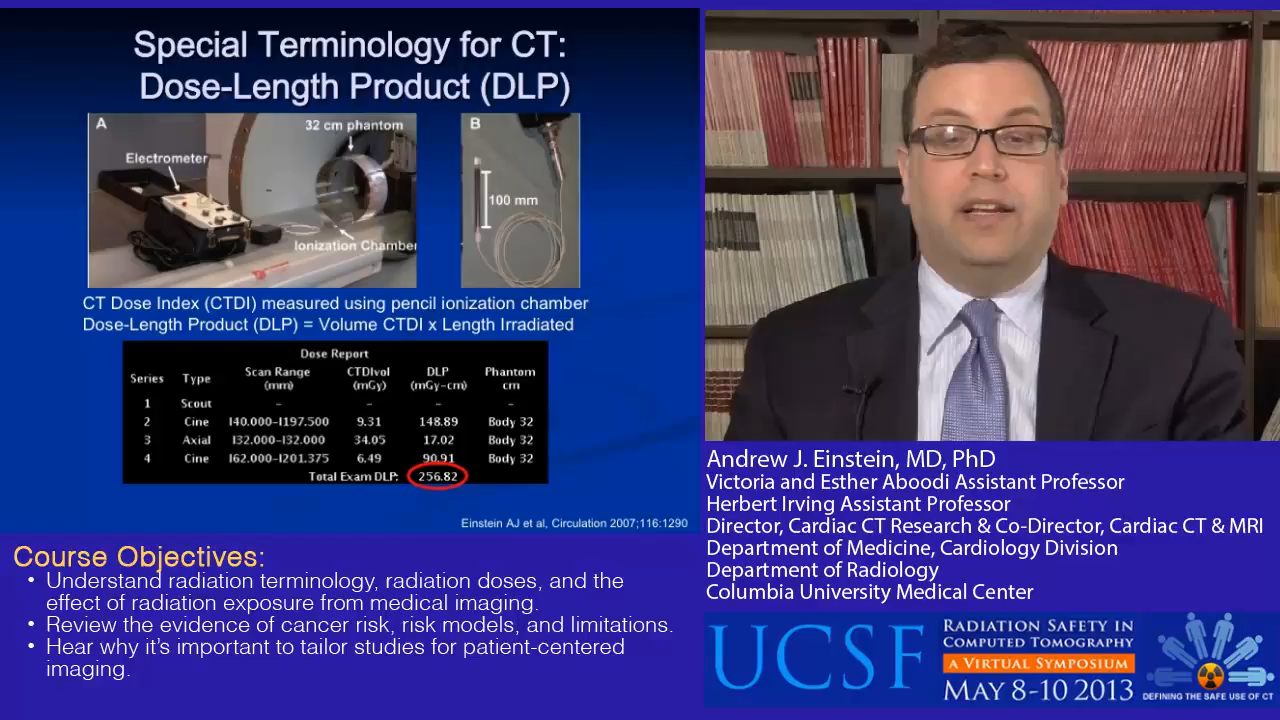 Special Terminology for CT:
Dose-Length Product (DLP)
A
32 cm phantom
Electrometer
Ionization Chamber
B
100 mm
CT Dose Index (CTDI) measured using pencil ionization chamber
Dose-Length Product (DLP) = Volume CTDI x Length Irradiated
Dose Report
Series Type Scan Range (mm) CTDIvol (mGy) DLP (mGy-cm) Phantom cm
1 Scout - - - -
2 Cine I40.000-I197.500 9.31 148.89 Body 32
3 Axial I32.000-I32.000 34.05 17.02 Body 32
4 Cine I62.000-I201.375 6.49 90.91 Body 32
Total Exam DLP: 256.82
Einstein AJ et al, Circulation 2007;116:1290
Course Objectives:
• Understand radiation terminology, radiation doses, and the
effect of radiation exposure from medical imaging.
• Review the evidence of cancer risk, risk models, and limitations.
• Hear why it's important to tailor studies for patient-centered
imaging.
Andrew J. Einstein, MD, PhD
Victoria and Esther Aboodi Assistant Professor
Herbert Irving Assistant Professor
Director, Cardiac CT Research & Co-Director, Cardiac CT & MRI
Department of Medicine, Cardiology Division
Department of Radiology
Columbia University Medical Center
UCSF
Radiation Safety in
Computed Tomography
a Virtual Symposium
May 8-10 2013
Defining the Safe Use of CT